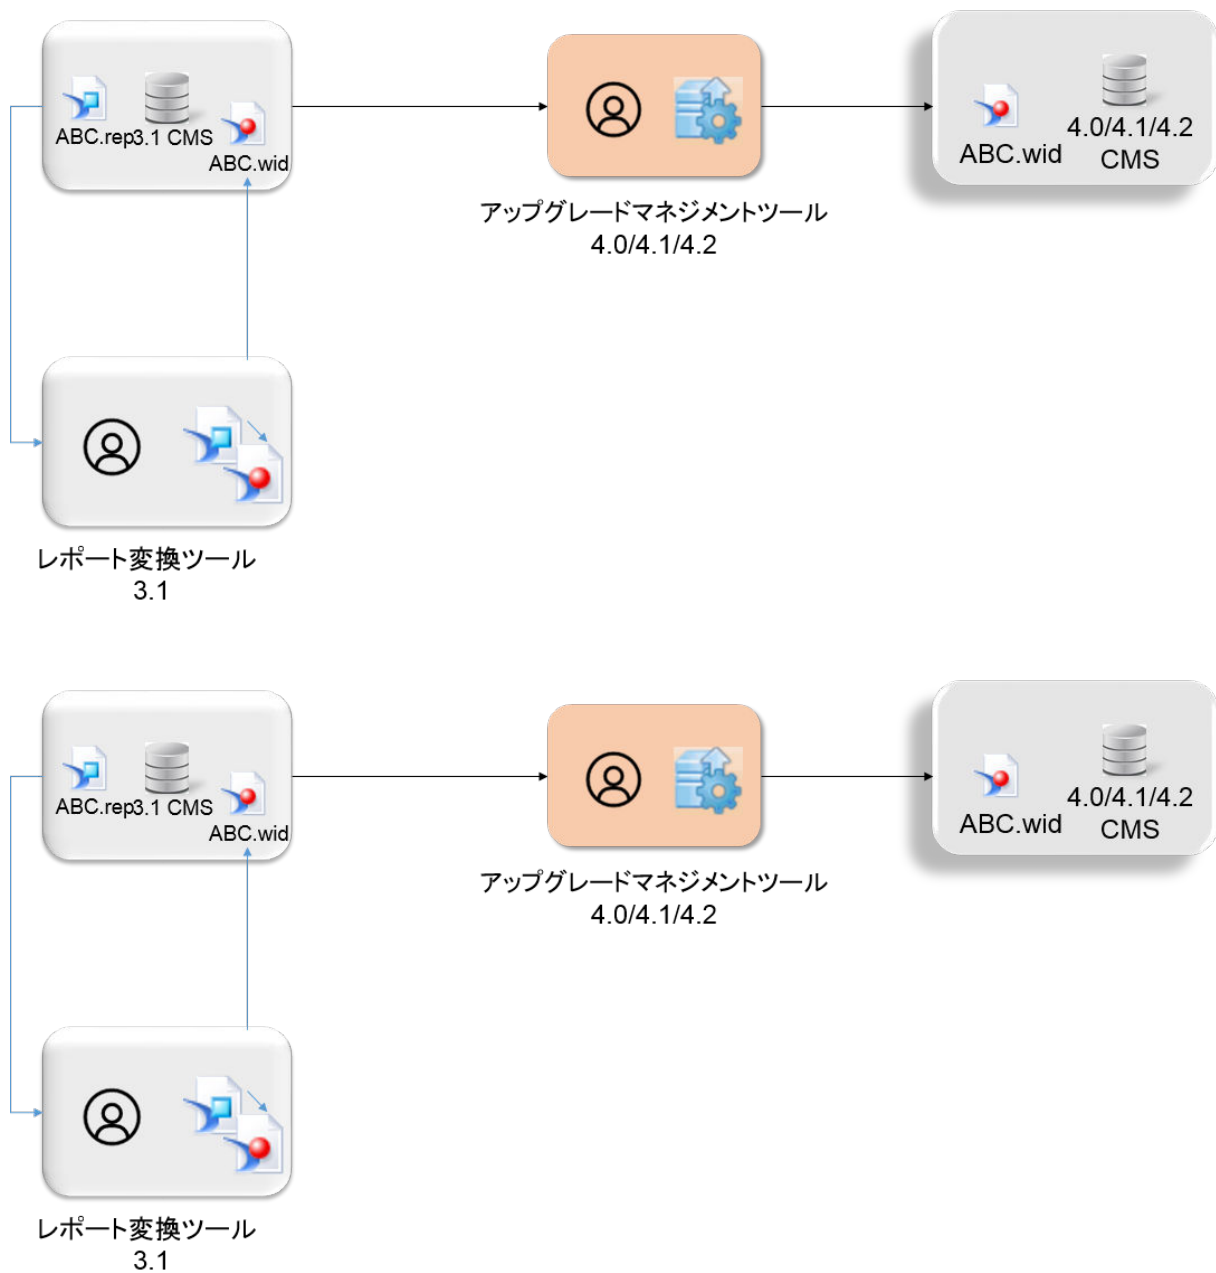 ABC.rep
3.1 CMS
ABC.wid
アップグレードマネジメントツール
4.0/4.1/4.2
ABC.wid
4.0/4.1/4.2
CMS
レポート変換ツール
3.1
ABC.rep
3.1 CMS
ABC.wid
アップグレードマネジメントツール
4.0/4.1/4.2
ABC.wid
4.0/4.1/4.2
CMS
レポート変換ツール
3.1